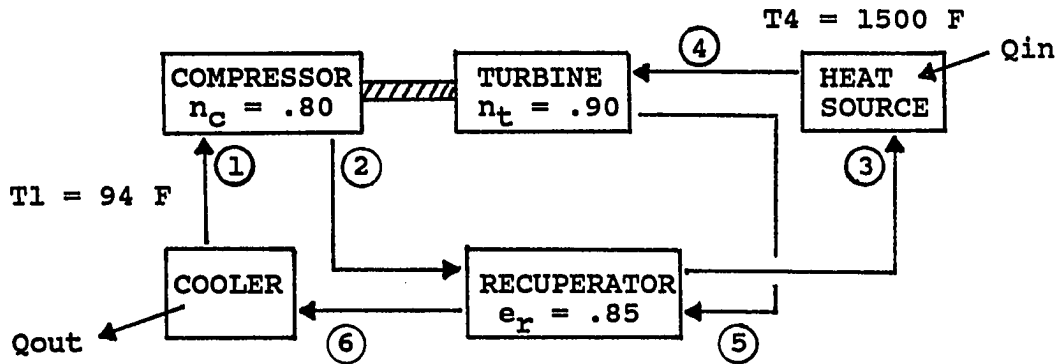 T4 = 1500 F
④
Qin
COMPRESSOR
n_c = .80
TURBINE
n_t = .90
HEAT
SOURCE
①
②
③
T1 = 94 F
COOLER
RECUPERATOR
e_r = .85
Qout
⑥
⑤